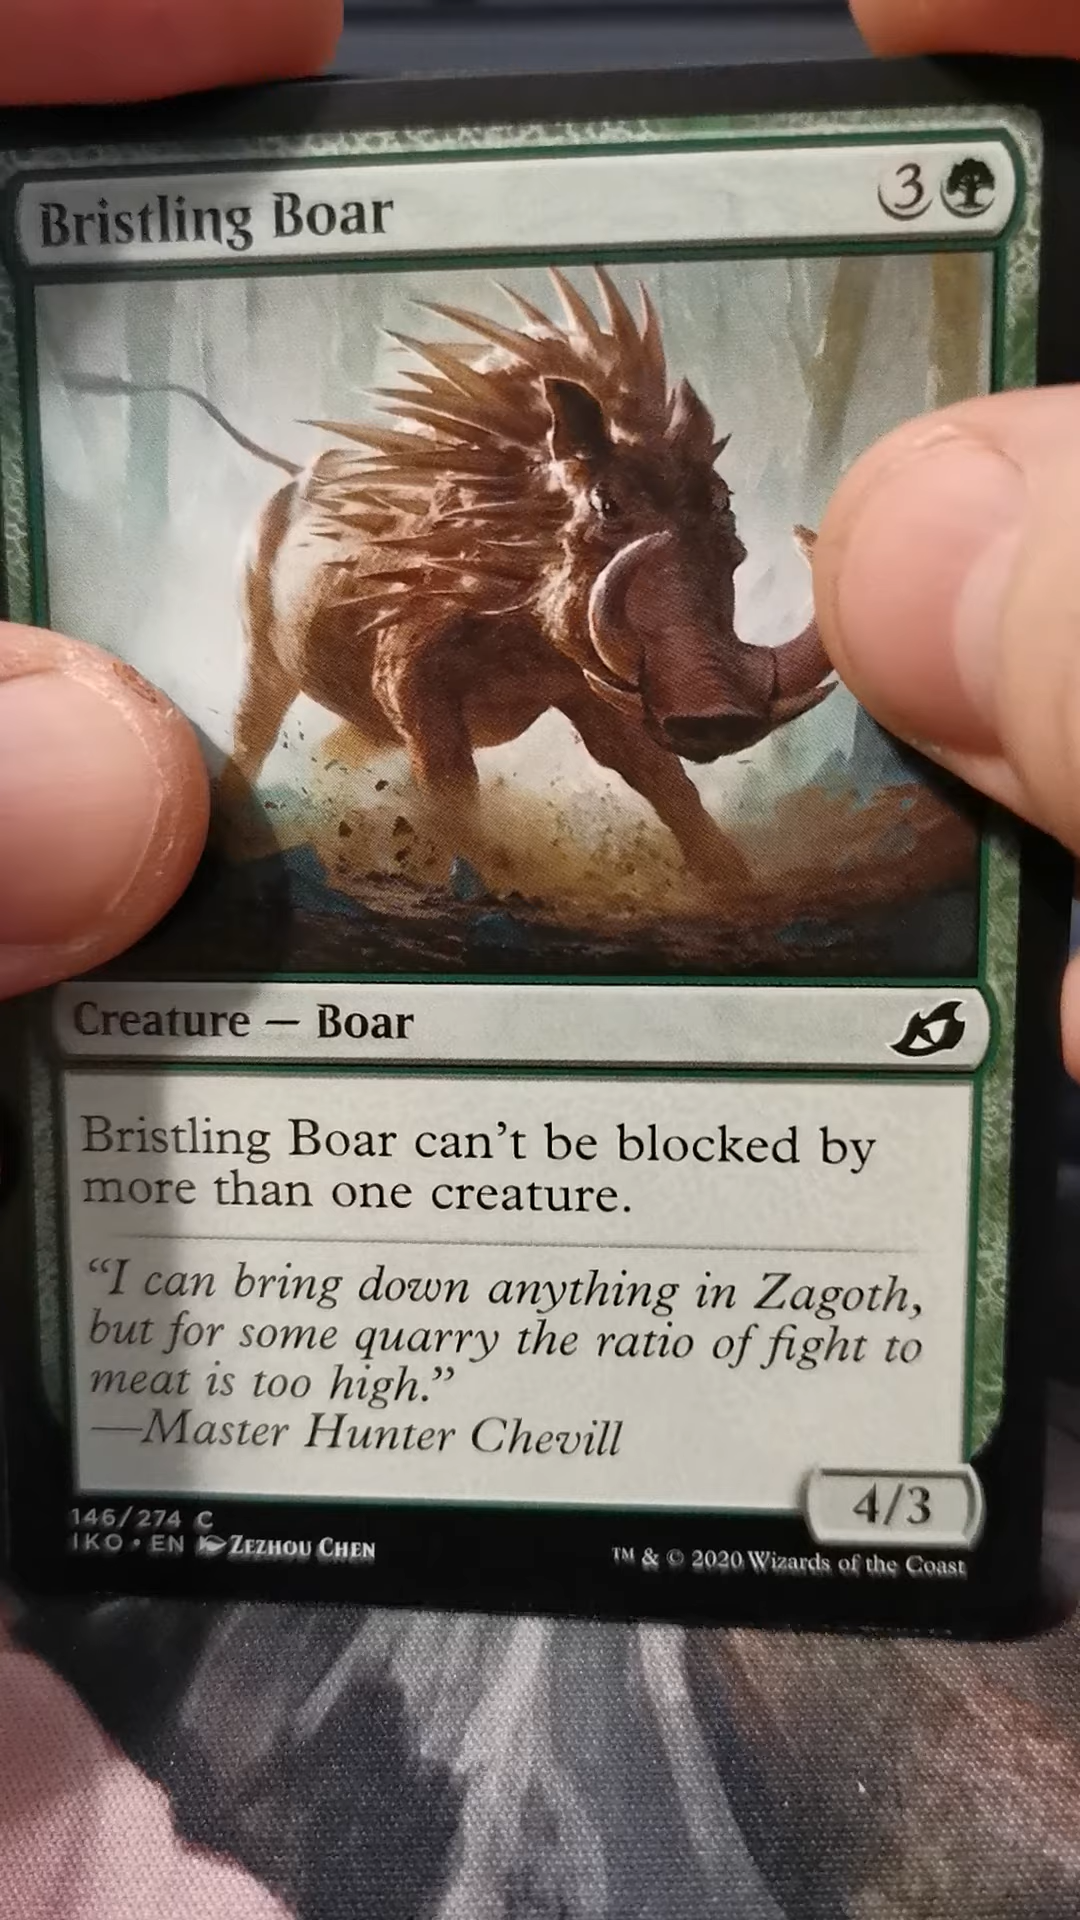 Bristling Boar 3
Creature — Boar
Bristling Boar can’t be blocked by
more than one creature.
“I can bring down anything in Zagoth,
but for some quarry the ratio of fight to
meat is too high.”
—Master Hunter Chevill
4/3
146/274 C
IKO • EN ZEZHOU CHEN
™ & © 2020 Wizards of the Coast